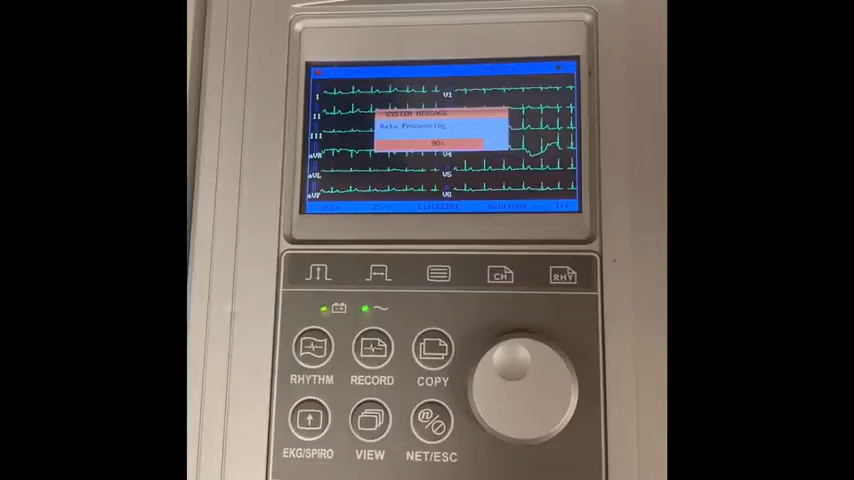 I
V1
II
SYSTEM MESSAGE
Data Processing..
III
90%
aVR
V4
aVL
V5
aVF
V6
CH
RHY
RHYTHM RECORD COPY
EKG/SPIRO VIEW NET/ESC